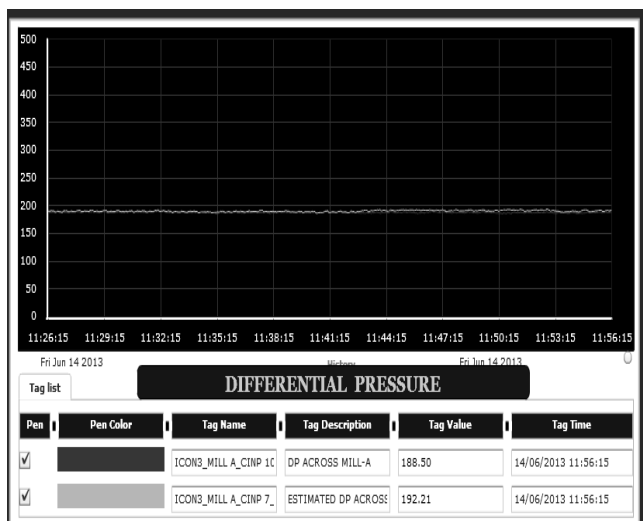 500
450
400
350
300
250
200
150
100
50
0
11:26:15 11:29:15 11:32:15 11:35:15 11:38:15 11:41:15 11:44:15 11:47:15 11:50:15 11:53:15 11:56:15
Fri Jun 14 2013 History Fri Jun 14 2013
Tag list DIFFERENTIAL PRESSURE
Pen Pen Color Tag Name Tag Description Tag Value Tag Time
ICON3_MILL A_CINP 10 DP ACROSS MILL-A 188.50 14/06/2013 11:56:15
ICON3_MILL A_CINP 7_ ESTIMATED DP ACROSS 192.21 14/06/2013 11:56:15